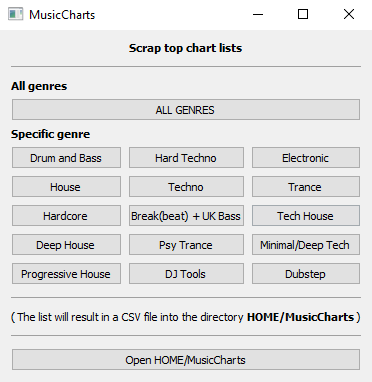 MusicCharts
Scrap top chart lists
All genres
ALL GENRES
Specific genre
Drum and Bass Hard Techno Electronic
House Techno Trance
Hardcore Break(beat) + UK Bass Tech House
Deep House Psy Trance Minimal/Deep Tech
Progressive House DJ Tools Dubstep
( The list will result in a CSV file into the directory HOME/MusicCharts )
Open HOME/MusicCharts